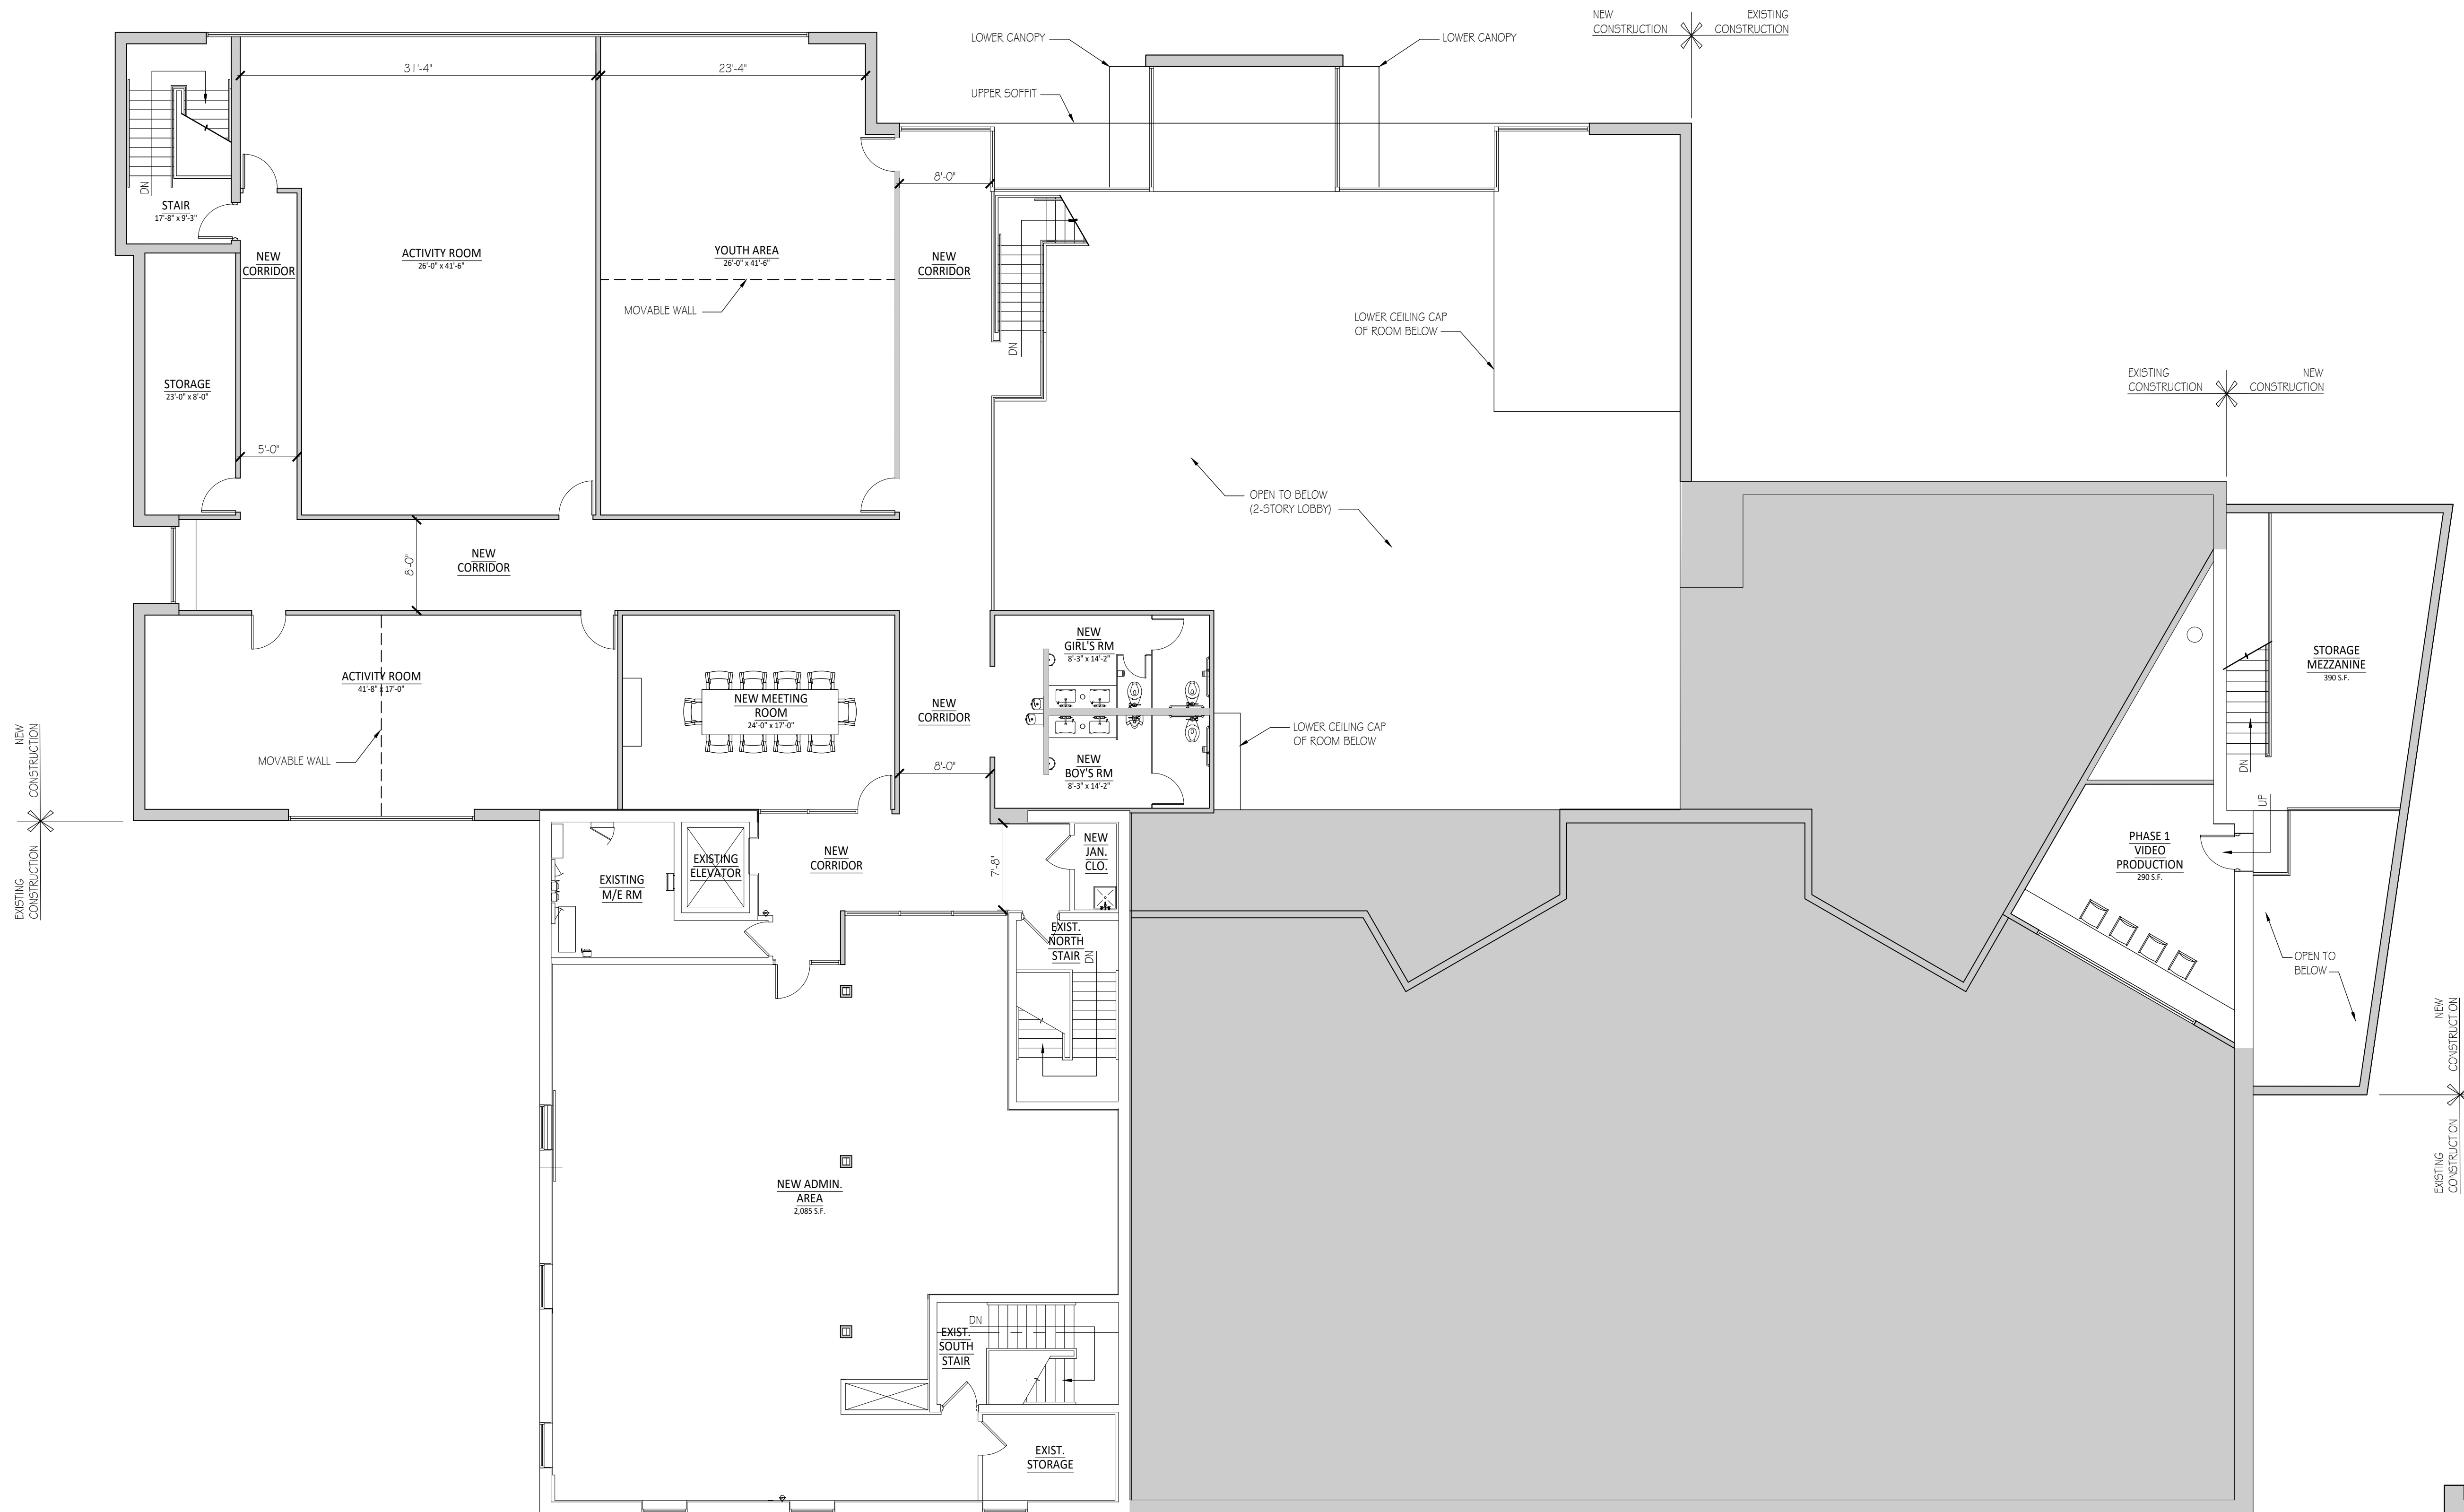 NEW
CONSTRUCTION
EXISTING
CONSTRUCTION
LOWER CANOPY
LOWER CANOPY
UPPER SOFFIT
31'-4"
23'-4"
8'-0"
DN
STAIR
17'-8" x 9'-3"
NEW
CORRIDOR
ACTIVITY ROOM
26'-0" x 41'-6"
YOUTH AREA
26'-0" x 41'-6"
MOVABLE WALL
NEW
CORRIDOR
DN
LOWER CEILING CAP
OF ROOM BELOW
STORAGE
23'-0" x 8'-0"
5'-0"
EXISTING
CONSTRUCTION
NEW
CONSTRUCTION
OPEN TO BELOW
(2-STORY LOBBY)
NEW
CORRIDOR
8'-0"
ACTIVITY ROOM
41'-8" x 17'-0"
MOVABLE WALL
NEW MEETING
ROOM
24'-0" x 17'-0"
NEW
CORRIDOR
8'-0"
NEW
GIRL'S RM
8'-3" x 14'-2"
NEW
BOY'S RM
8'-3" x 14'-2"
LOWER CEILING CAP
OF ROOM BELOW
STORAGE
MEZZANINE
390 S.F.
DN
UP
PHASE 1
VIDEO
PRODUCTION
290 S.F.
OPEN TO
BELOW
NEW
CONSTRUCTION
EXISTING
CONSTRUCTION
EXISTING
M/E RM
EXISTING
ELEVATOR
NEW
CORRIDOR
7'-8"
NEW
JAN.
CLO.
EXIST.
NORTH
STAIR
DN
NEW
CONSTRUCTION
EXISTING
CONSTRUCTION
NEW ADMIN.
AREA
2,085 S.F.
DN
EXIST.
SOUTH
STAIR
EXIST.
STORAGE